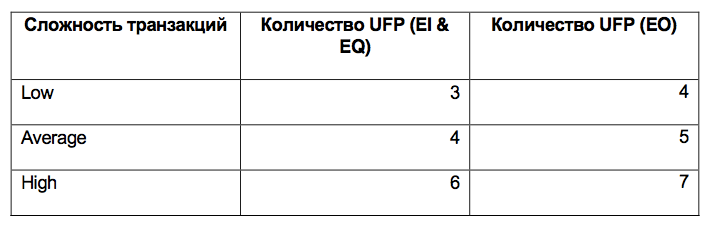 Сложность транзакций Количество UFP (EI &
EQ) Количество UFP (EO)
Low 3 4
Average 4 5
High 6 7